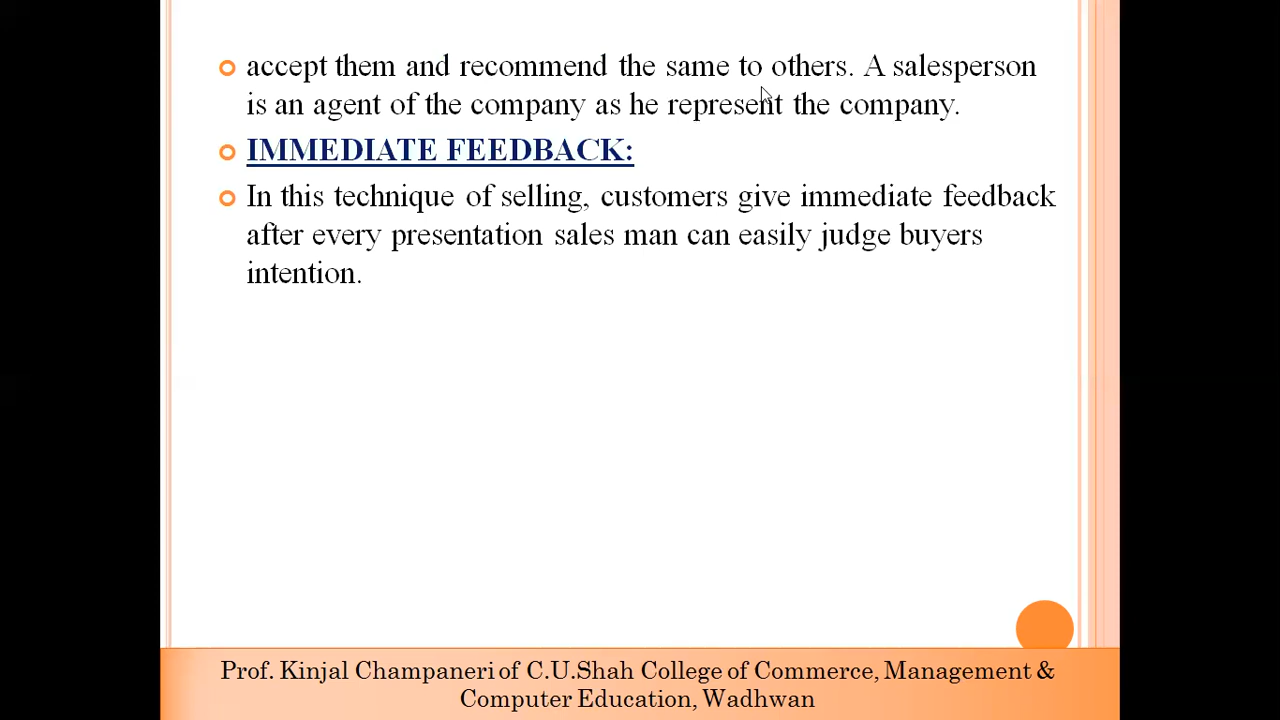 accept them and recommend the same to others. A salesperson
is an agent of the company as he represent the company.
IMMEDIATE FEEDBACK:
In this technique of selling, customers give immediate feedback
after every presentation sales man can easily judge buyers
intention.
Prof. Kinjal Champaneri of C.U.Shah College of Commerce, Management &
Computer Education, Wadhwan